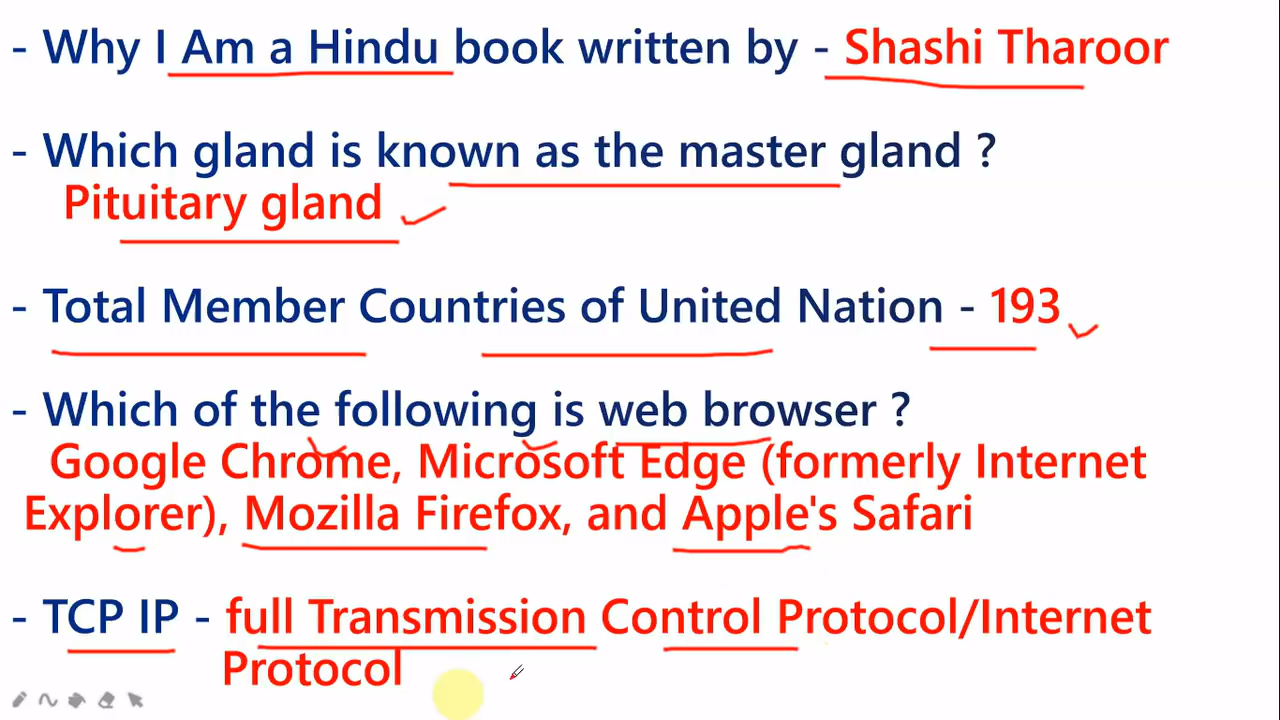 - Why I Am a Hindu book written by - Shashi Tharoor
- Which gland is known as the master gland ?
Pituitary gland
- Total Member Countries of United Nation - 193
- Which of the following is web browser ?
Google Chrome, Microsoft Edge (formerly Internet
Explorer), Mozilla Firefox, and Apple's Safari
- TCP IP - full Transmission Control Protocol/Internet
Protocol